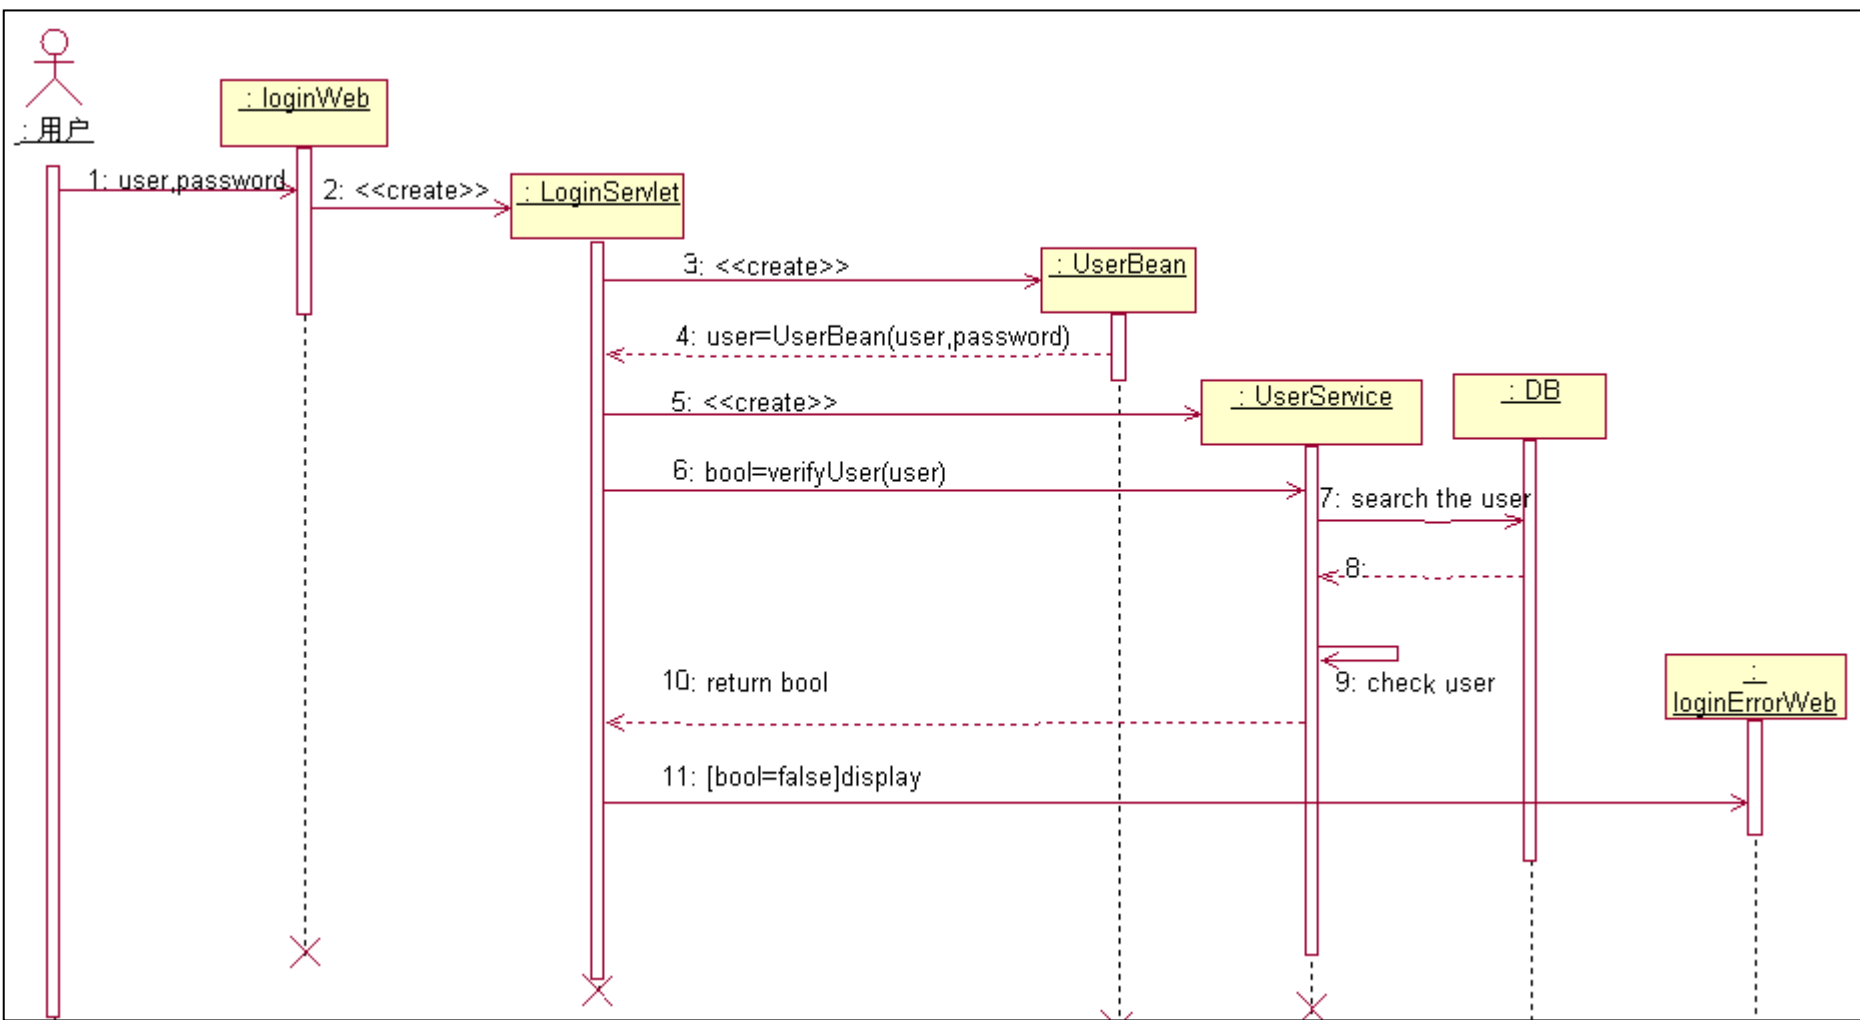 : 用户
: loginWeb
1: user,password
2: <<create>>
: LoginServlet
3: <<create>>
: UserBean
4: user=UserBean(user,password)
5: <<create>>
: UserService
: DB
6: bool=verifyUser(user)
7: search the user
8:
9: check user
10: return bool
:
loginErrorWeb
11: [bool=false]display